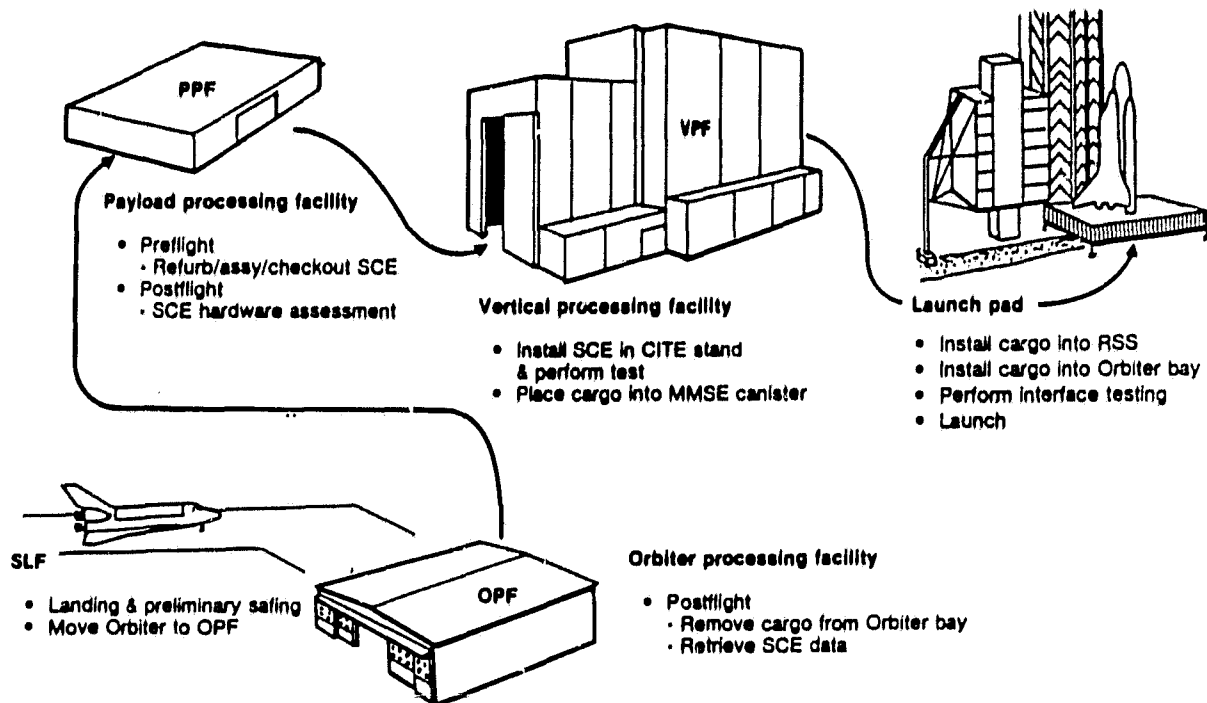 PPF
Payload processing facility
• Preflight
• Refurb/assy/checkout SCE
• Postflight
• SCE hardware assessment
VPF
Vertical processing facility
• Install SCE in CITE stand
& perform test
• Place cargo into MMSE canister
Launch pad
• Install cargo into RSS
• Install cargo into Orbiter bay
• Perform interface testing
• Launch
SLF
• Landing & preliminary safing
• Move Orbiter to OPF
OPF
Orbiter processing facility
• Postflight
• Remove cargo from Orbiter bay
• Retrieve SCE data